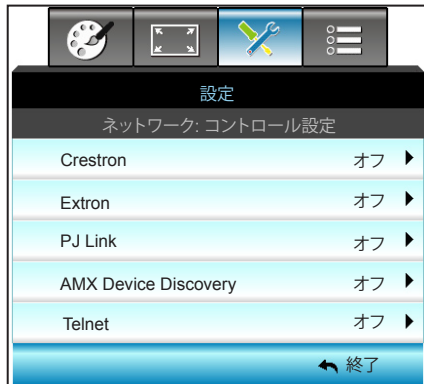 設定
ネットワーク: コントロール設定
Crestron オフ
Extron オフ
PJ Link オフ
AMX Device Discovery オフ
Telnet オフ
終了